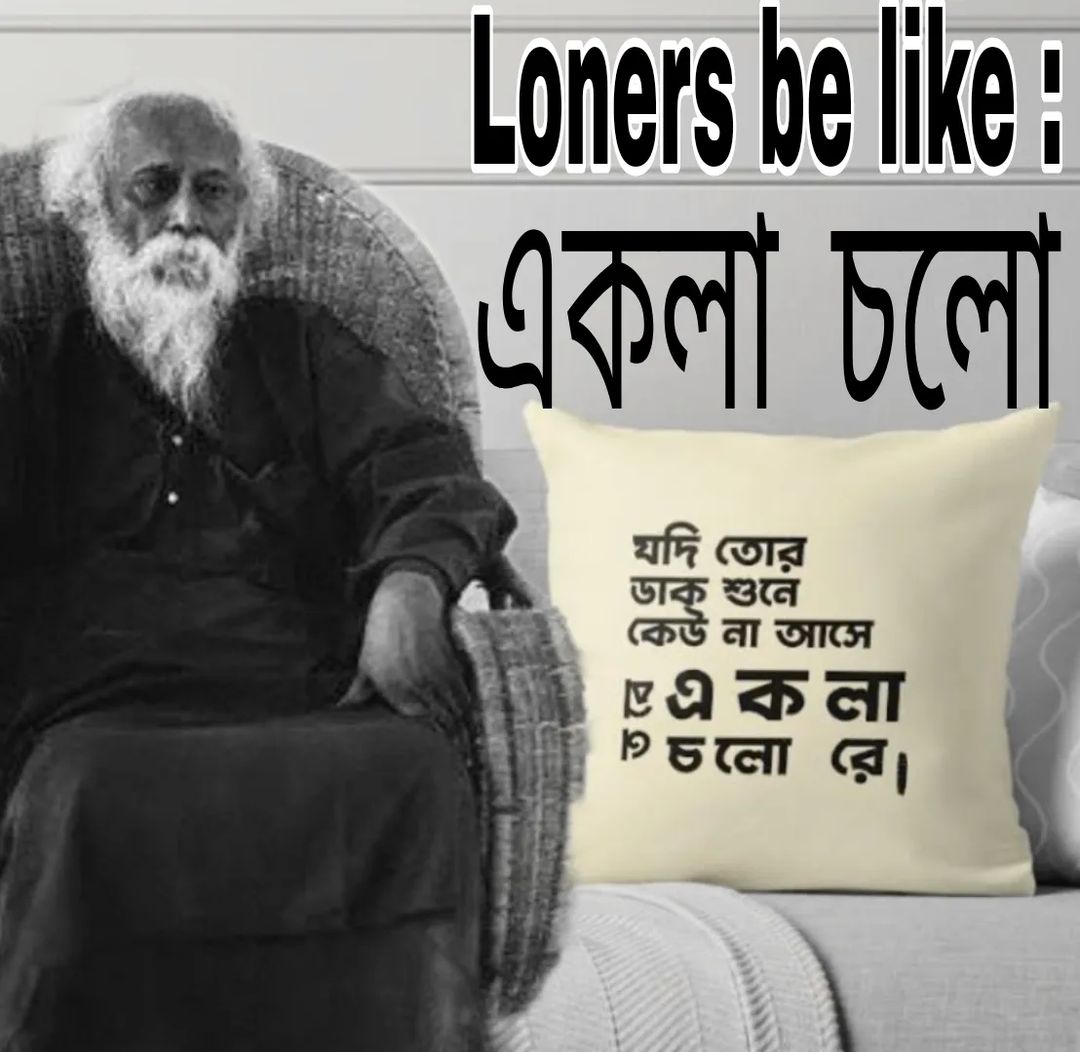 Loners be like :
একলা চলো
যদি তোর
ডাক শুনে
কেউ না আসে
তবে একলা
চলো রে।